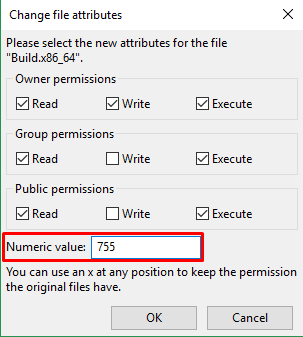 Change file attributes
Please select the new attributes for the file
"Build.x86_64".
Owner permissions
Read Write Execute
Group permissions
Read Write Execute
Public permissions
Read Write Execute
Numeric value: 755
You can use an x at any position to keep the permission
the original files have.
OK Cancel